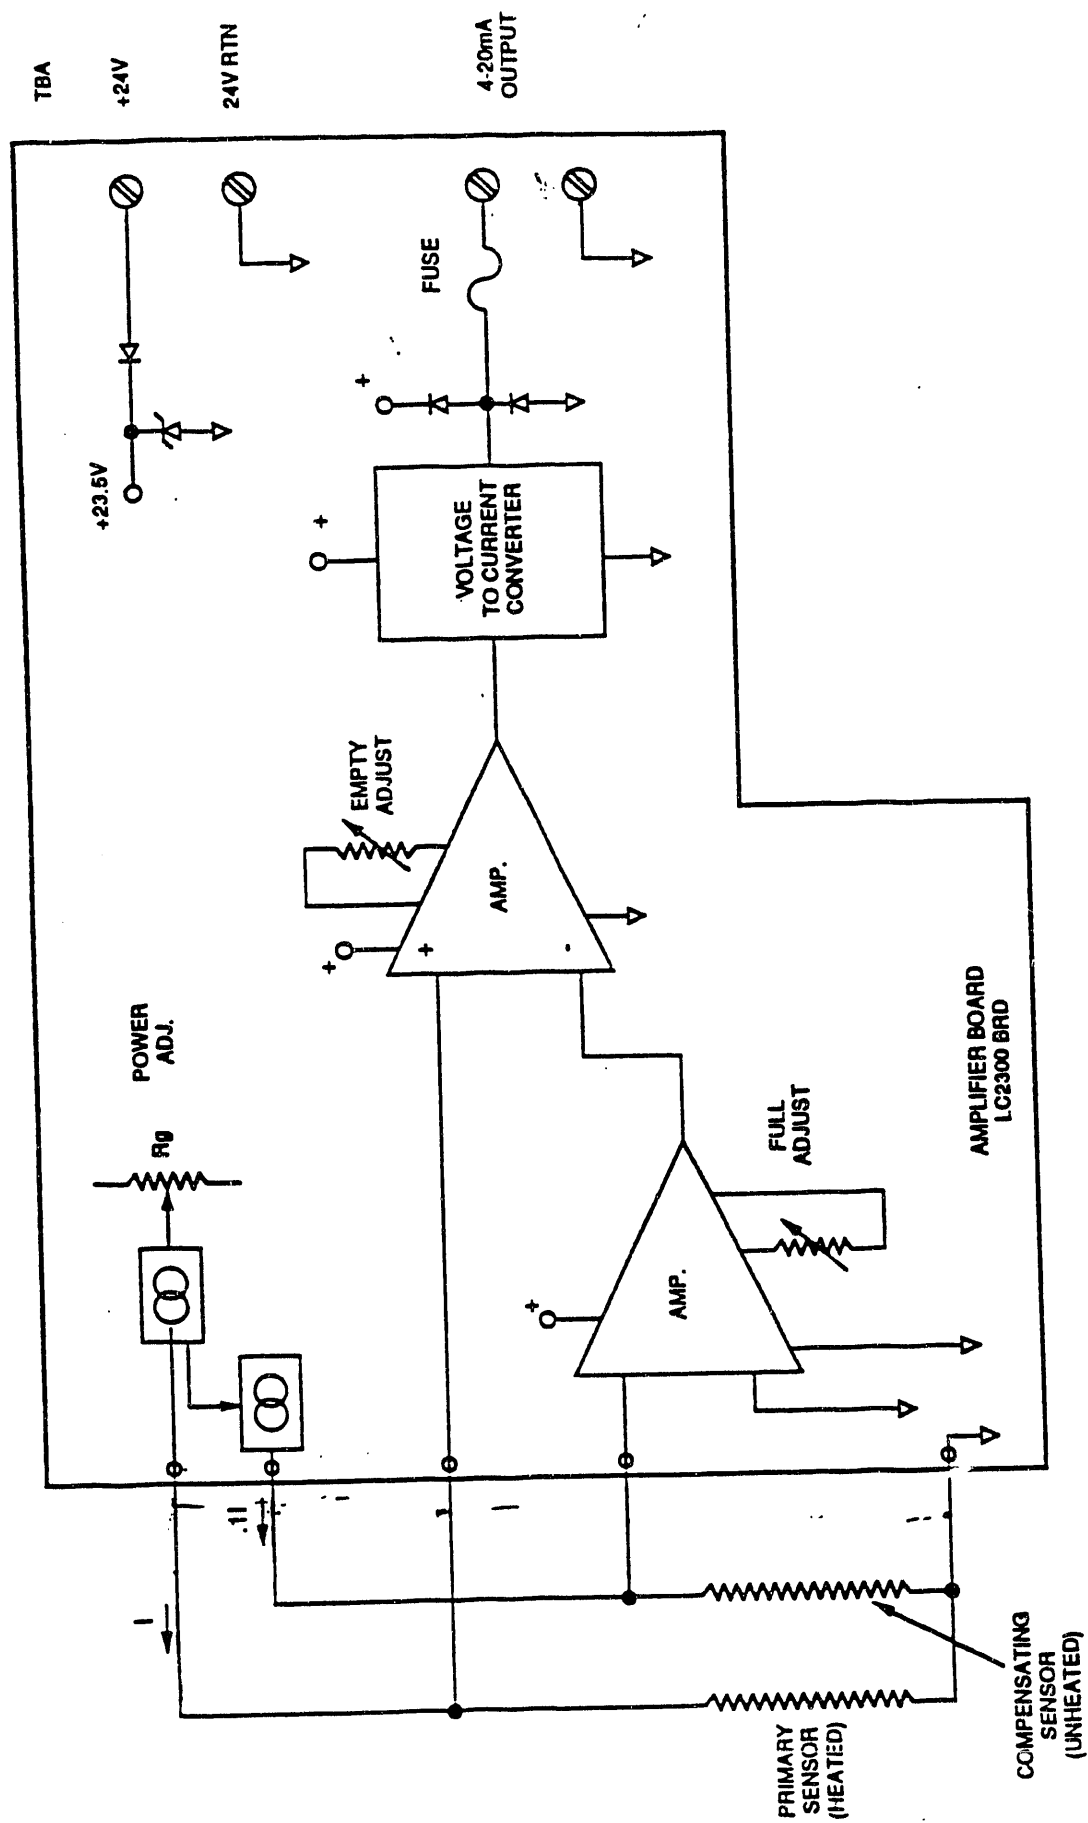 TBA
+24V
24V RTN
4-20mA
OUTPUT
+23.5V
FUSE
+
+
VOLTAGE
TO CURRENT
CONVERTER
EMPTY
ADJUST
+
AMP.
+
-
POWER
ADJ.
Rg
FULL
ADJUST
+
AMP.
AMPLIFIER BOARD
LC2300 BRD
I
.1I
PRIMARY
SENSOR
(HEATED)
COMPENSATING
SENSOR
(UNHEATED)